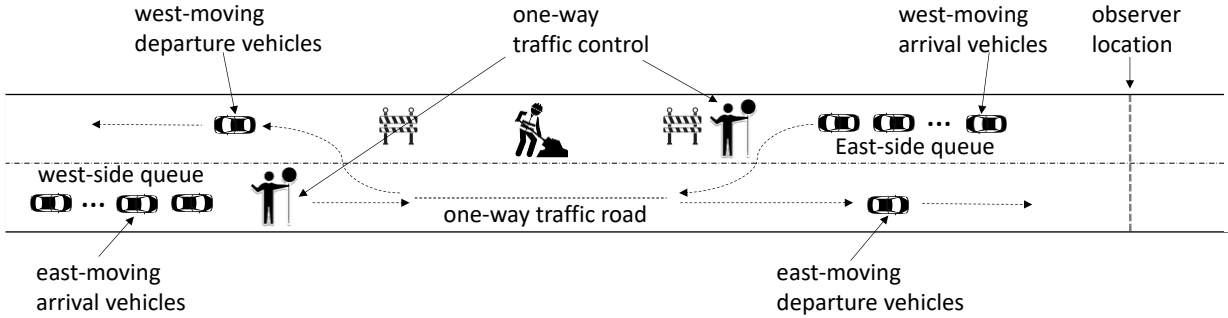 west-moving
departure vehicles
one-way
traffic control
west-moving
arrival vehicles
observer
location
East-side queue
west-side queue
one-way traffic road
east-moving
arrival vehicles
east-moving
departure vehicles